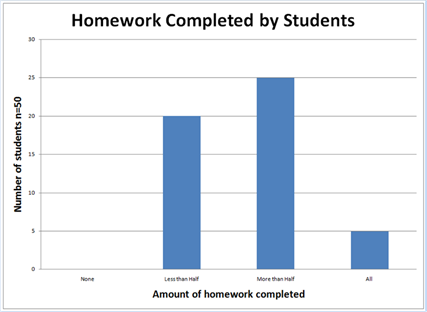 Homework Completed by Students
30
25
20
15
10
5
0
Number of students n=50
None
Less than Half
More than Half
All
Amount of homework completed